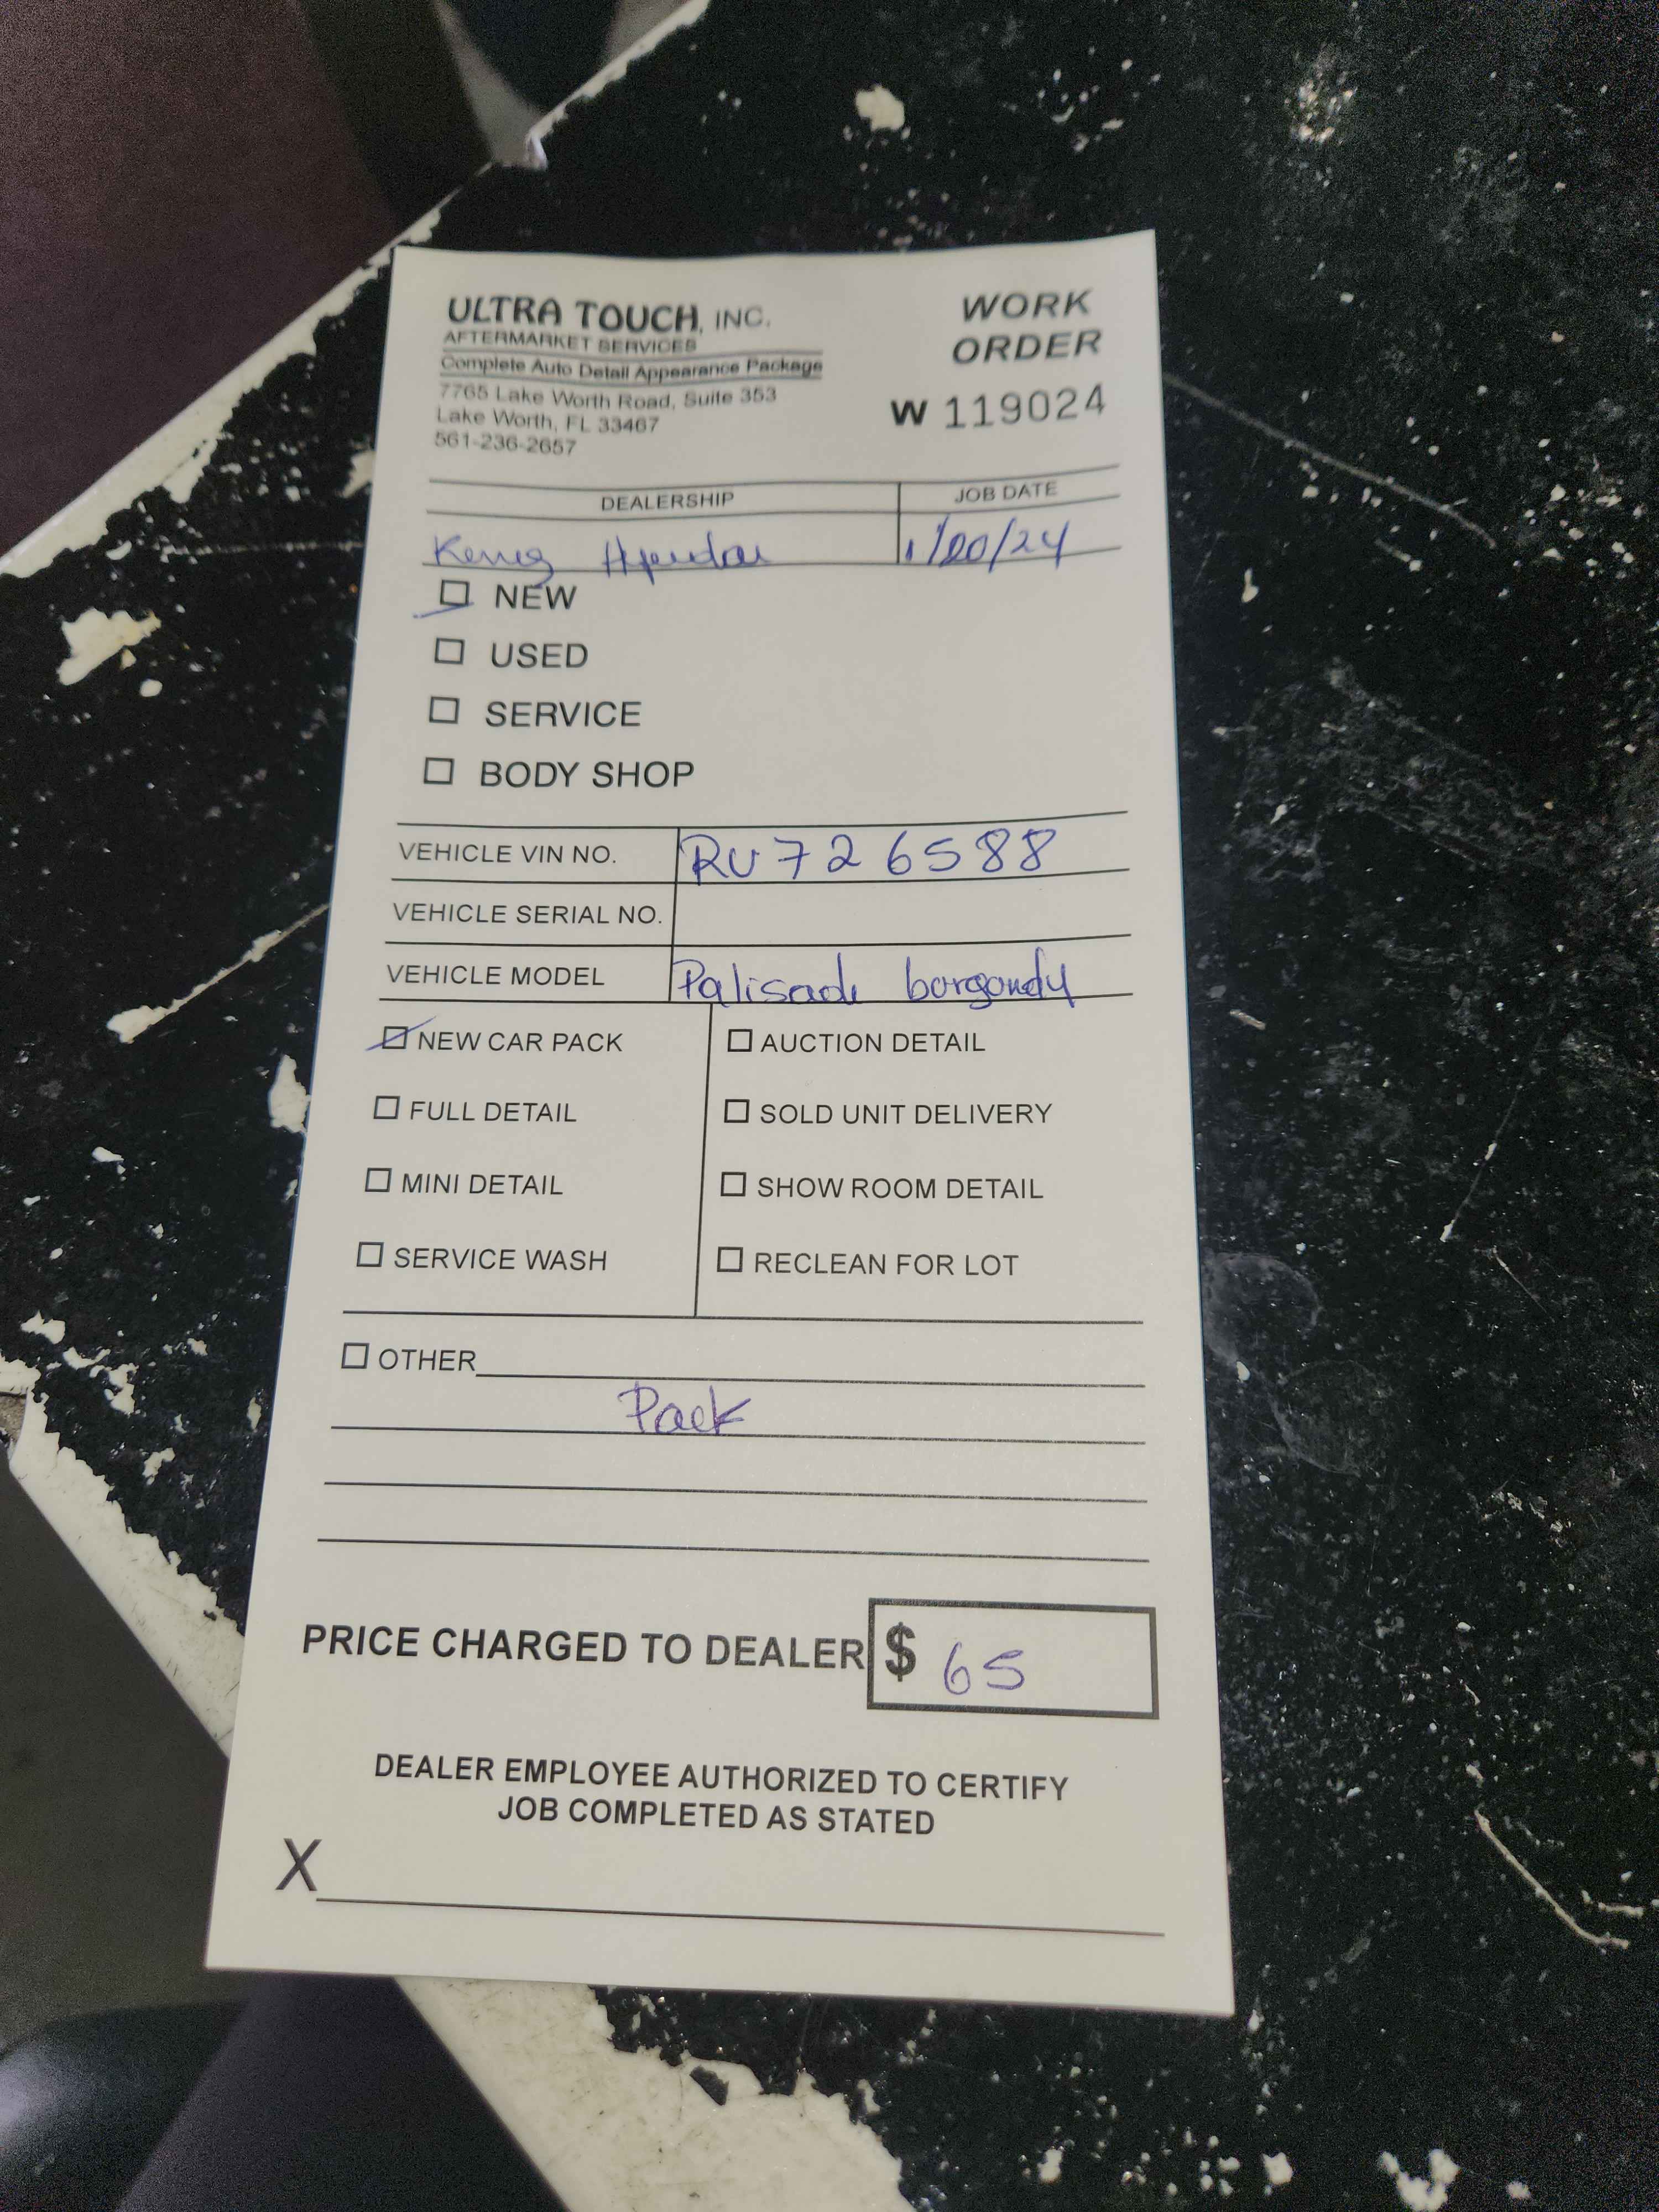 ULTRA TOUCH, INC.
AFTERMARKET SERVICES
Complete Auto Detail Appearance Package
7765 Lake Worth Road, Suite 353
Lake Worth, FL 33467
561-236-2657
WORK
ORDER
W 119024
DEALERSHIP JOB DATE
1/20/24
NEW
USED
SERVICE
BODY SHOP
VEHICLE VIN NO. RU726588
VEHICLE SERIAL NO.
VEHICLE MODEL Palisade borgondy
NEW CAR PACK
FULL DETAIL
MINI DETAIL
SERVICE WASH
AUCTION DETAIL
SOLD UNIT DELIVERY
SHOW ROOM DETAIL
RECLEAN FOR LOT
OTHER
Pack
PRICE CHARGED TO DEALER $ 65
DEALER EMPLOYEE AUTHORIZED TO CERTIFY
JOB COMPLETED AS STATED
X